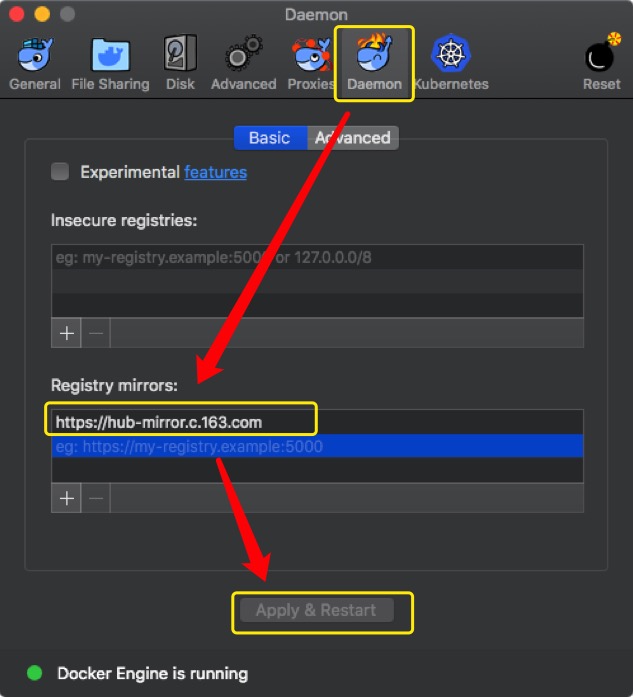 Daemon
General File Sharing Disk Advanced Proxies Daemon Kubernetes Reset
Basic Advanced
Experimental features
Insecure registries:
eg: my-registry.example:5000 or 127.0.0.0/8
+ −
Registry mirrors:
https://hub-mirror.c.163.com
eg: https://my-registry.example:5000
+ −
Apply & Restart
Docker Engine is running